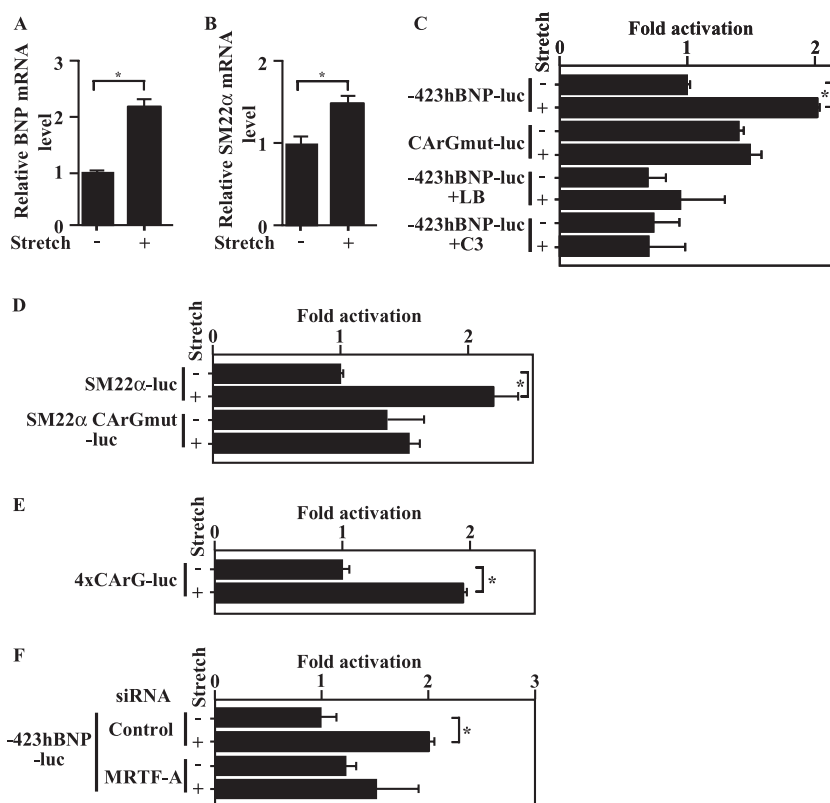 A
Relative BNP mRNA
level
3
2
1
0
*
Stretch - +
B
Relative SM22α mRNA
level
2
1
0
*
Stretch - +
C
Fold activation
Stretch
0 1 2
-423hBNP-luc
-
+
*
CArGmut-luc
-
+
-423hBNP-luc
+LB
-
+
-423hBNP-luc
+C3
-
+
D
Fold activation
Stretch
0 1 2
SM22α-luc
-
+
*
SM22α CArGmut
-luc
-
+
E
Fold activation
Stretch
0 1 2
4xCArG-luc
-
+
*
F
Fold activation
siRNA
Stretch
0 1 2 3
-423hBNP
-luc
Control
-
+
*
MRTF-A
-
+